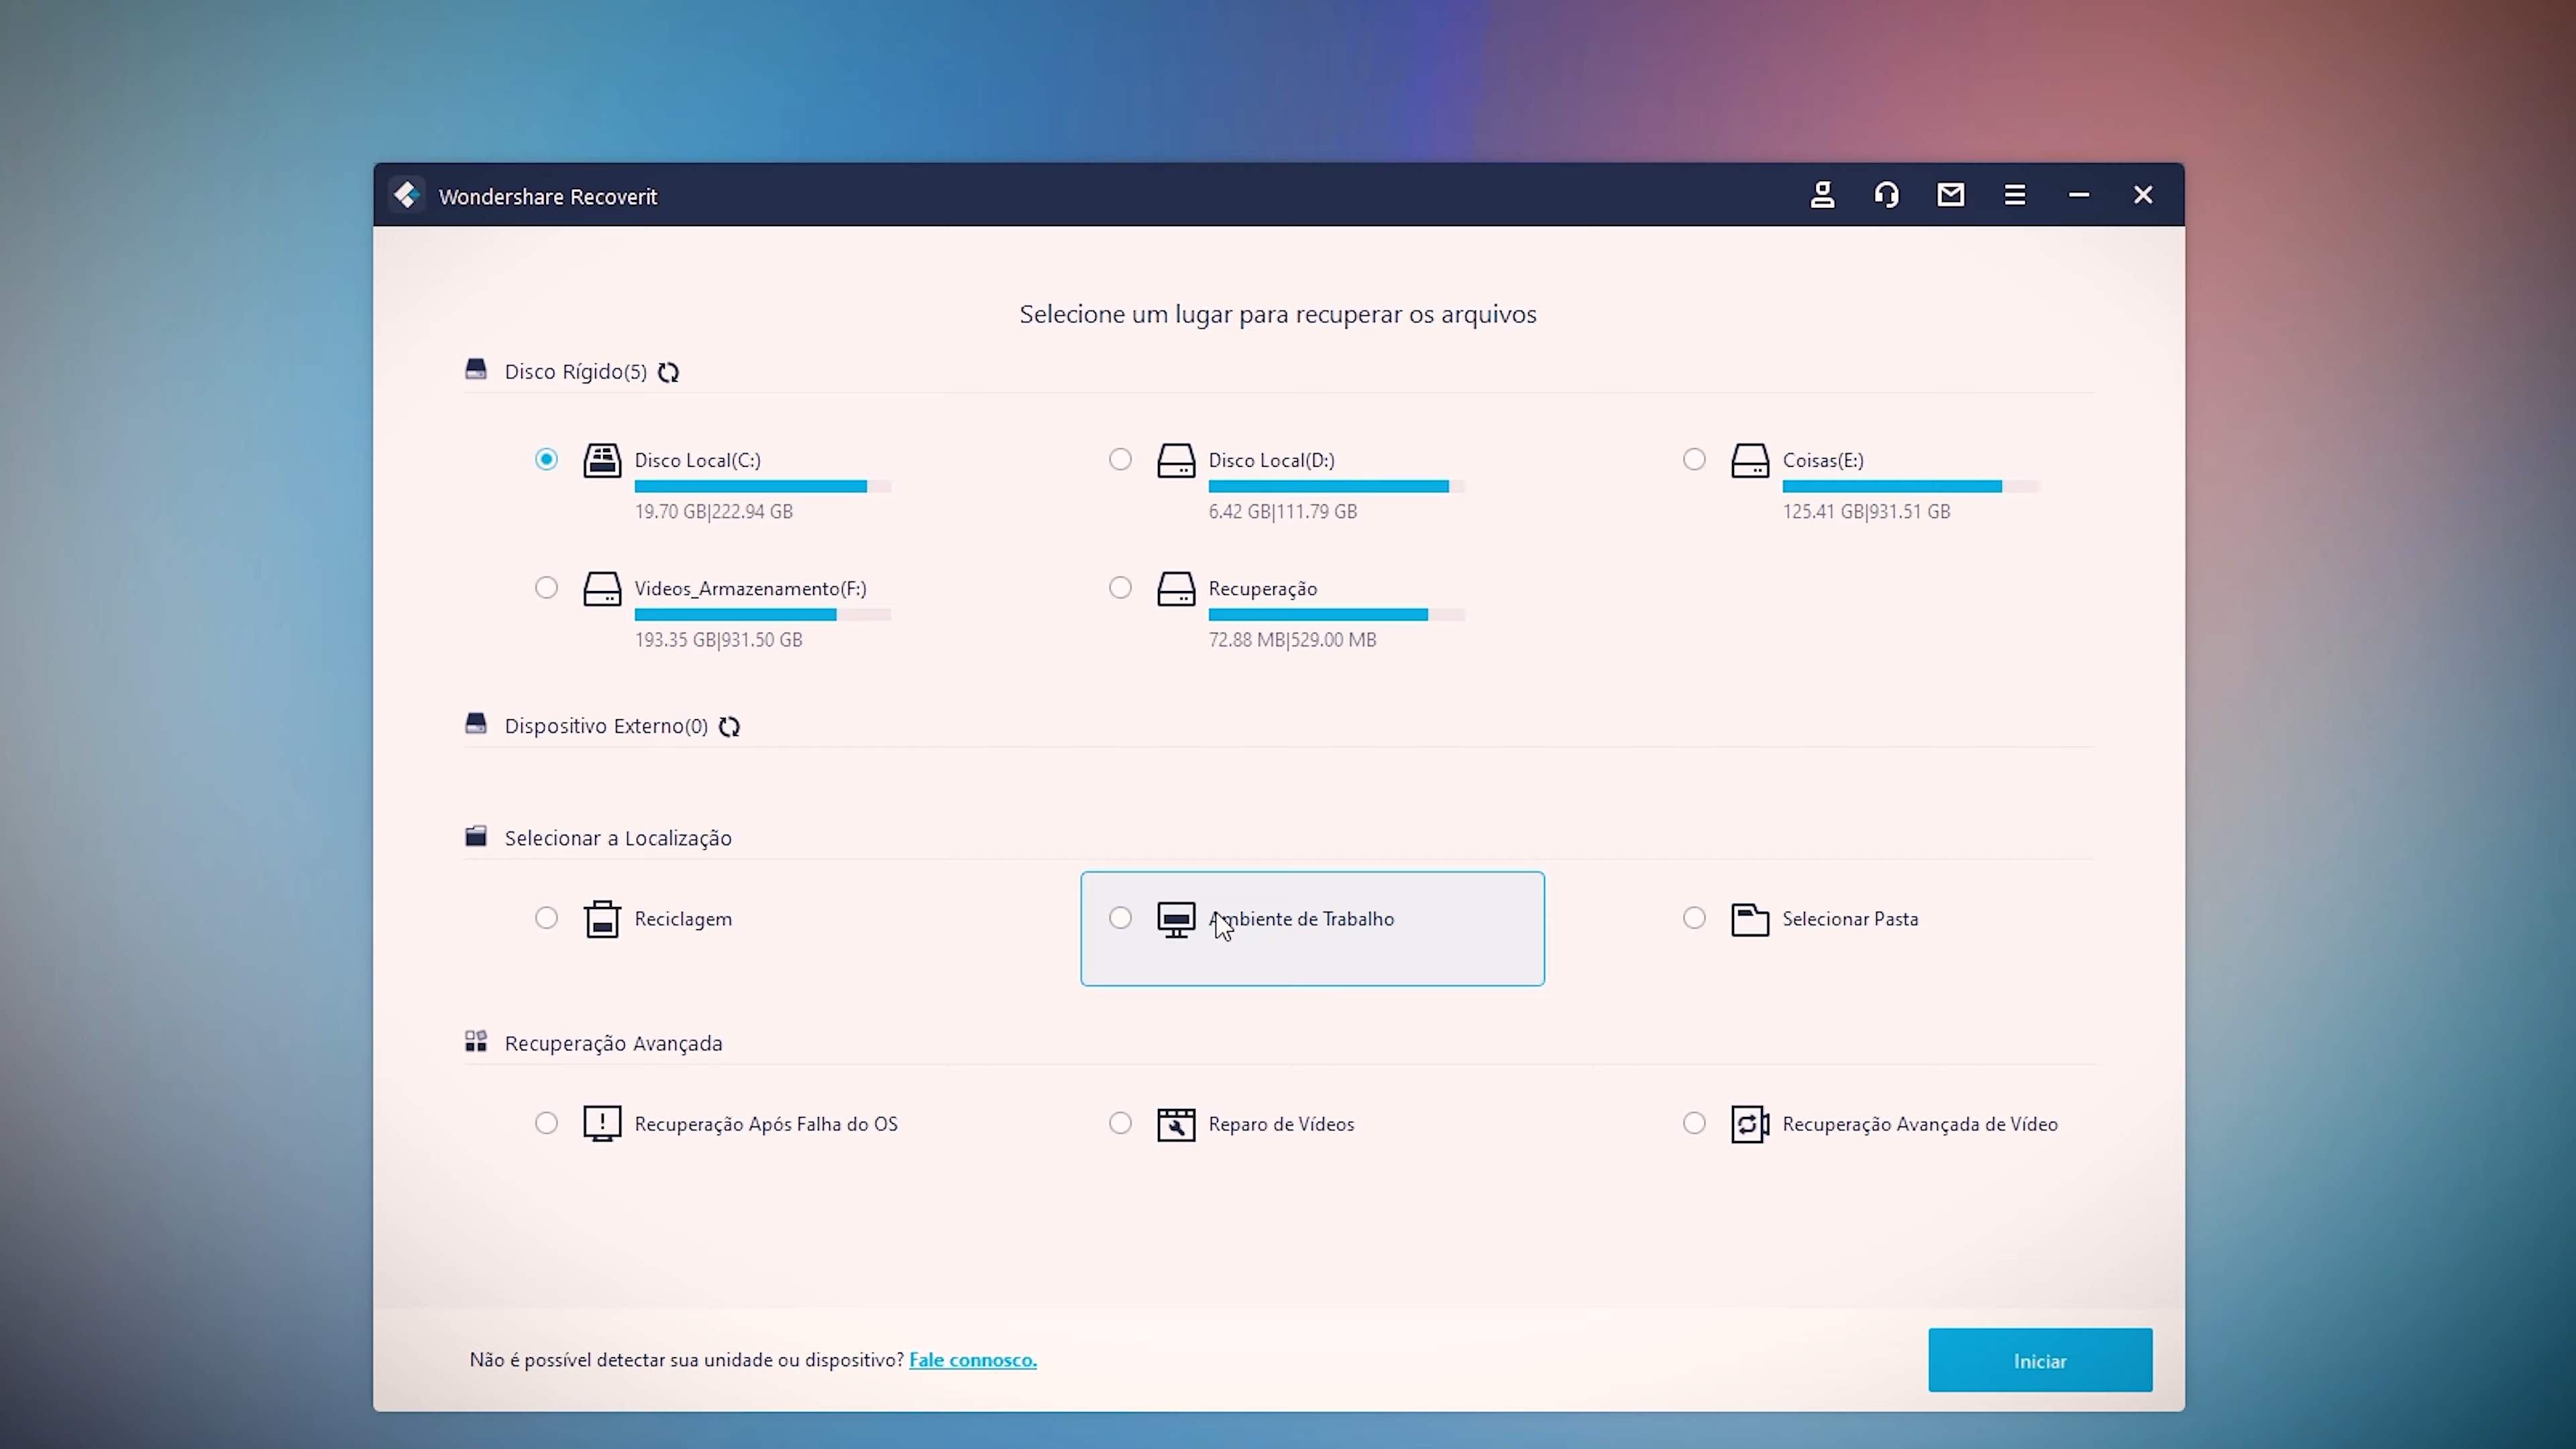 Wondershare Recoverit
Selecione um lugar para recuperar os arquivos
Disco Rígido(5)
Disco Local(C:)
19.70 GB|222.94 GB
Disco Local(D:)
6.42 GB|111.79 GB
Coisas(E:)
125.41 GB|931.51 GB
Videos_Armazenamento(F:)
193.35 GB|931.50 GB
Recuperação
72.88 MB|529.00 MB
Dispositivo Externo(0)
Selecionar a Localização
Reciclagem
Ambiente de Trabalho
Selecionar Pasta
Recuperação Avançada
Recuperação Após Falha do OS
Reparo de Vídeos
Recuperação Avançada de Vídeo
Não é possível detectar sua unidade ou dispositivo? Fale connosco.
Iniciar